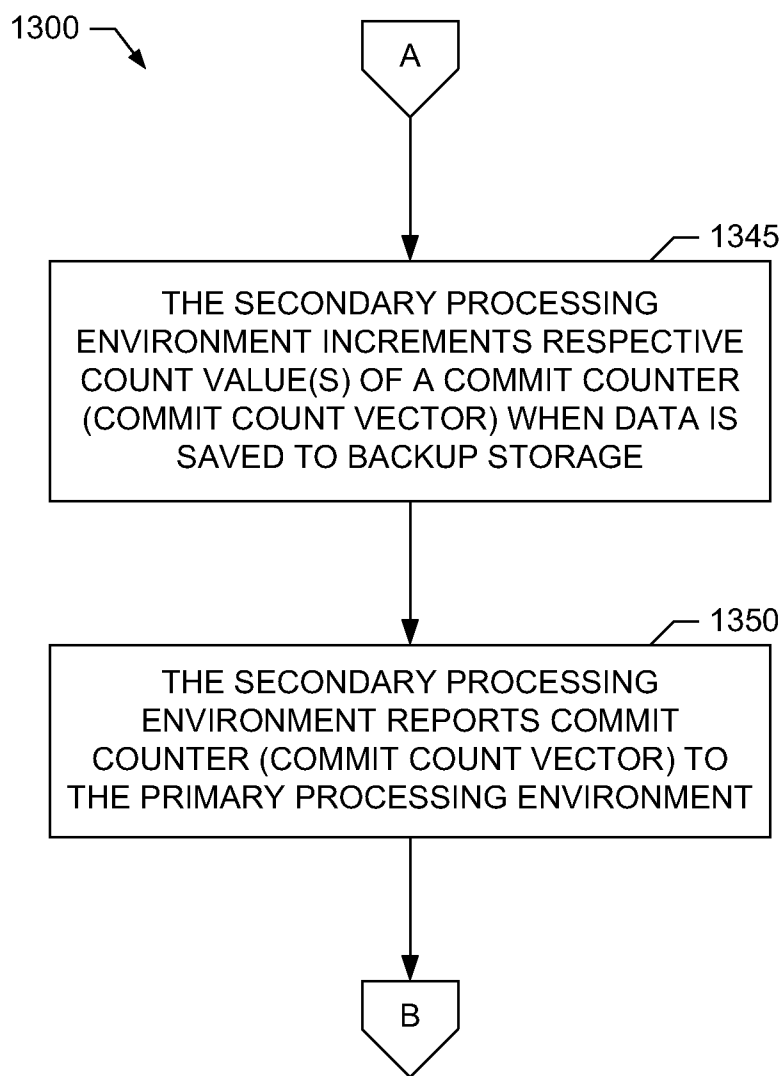 1300
A
1345
THE SECONDARY PROCESSING
ENVIRONMENT INCREMENTS RESPECTIVE
COUNT VALUE(S) OF A COMMIT COUNTER
(COMMIT COUNT VECTOR) WHEN DATA IS
SAVED TO BACKUP STORAGE
1350
THE SECONDARY PROCESSING
ENVIRONMENT REPORTS COMMIT
COUNTER (COMMIT COUNT VECTOR) TO
THE PRIMARY PROCESSING ENVIRONMENT
B